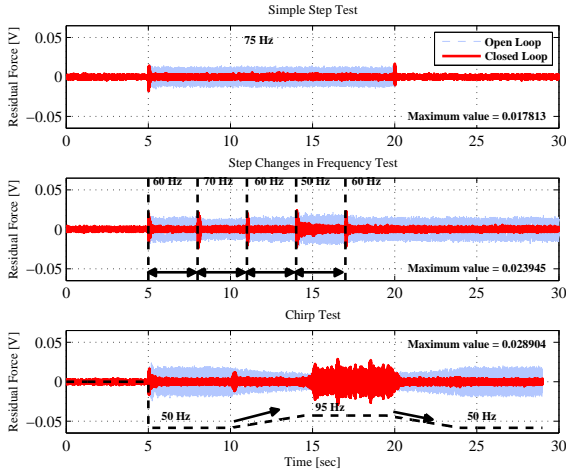 Simple Step Test
Residual Force [V]
0.05
0
−0.05
75 Hz
Open Loop
Closed Loop
Maximum value = 0.017813
0 5 10 15 20 25 30
Step Changes in Frequency Test
Residual Force [V]
0.05
0
−0.05
60 Hz 70 Hz 60 Hz 50 Hz 60 Hz
Maximum value = 0.023945
0 5 10 15 20 25 30
Chirp Test
Residual Force [V]
0.05
0
−0.05
Maximum value = 0.028904
50 Hz 95 Hz 50 Hz
0 5 10 15 20 25 30
Time [sec]